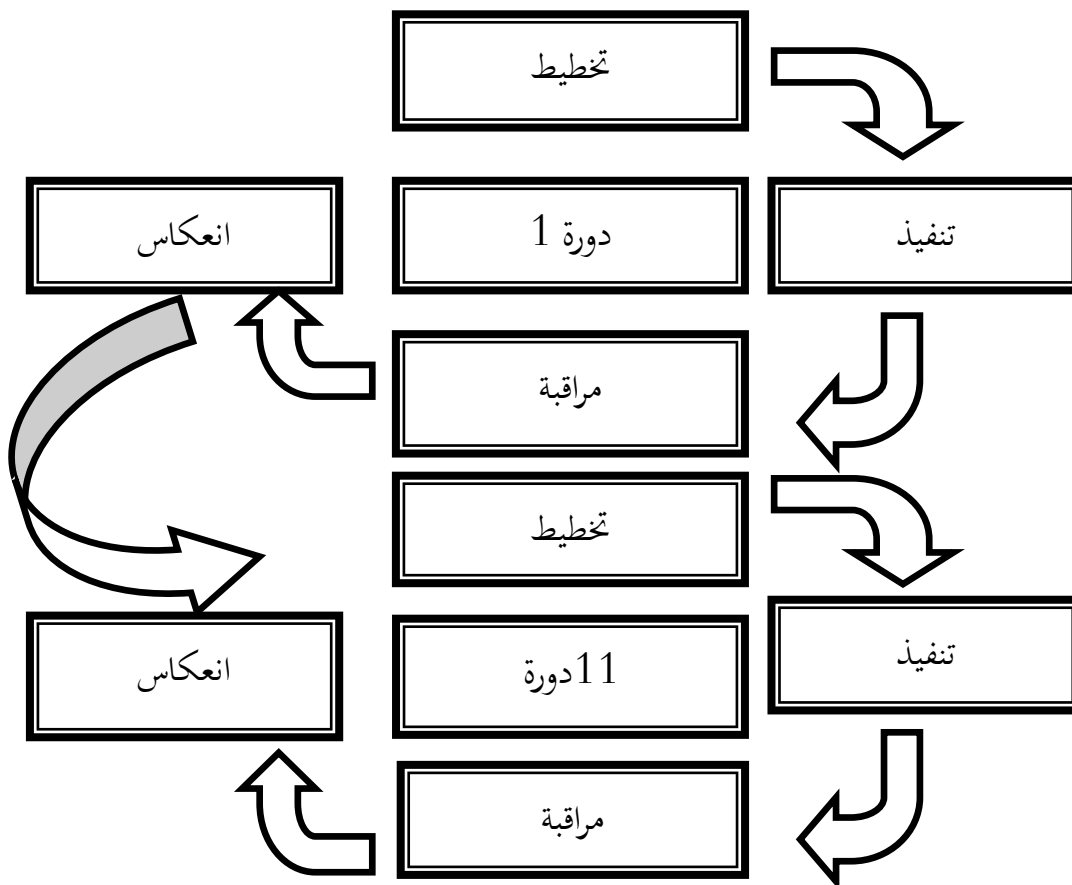 تخطيط
تنفيذ
دورة 1
انعكاس
مراقبة
تخطيط
تنفيذ
11دورة
انعكاس
مراقبة